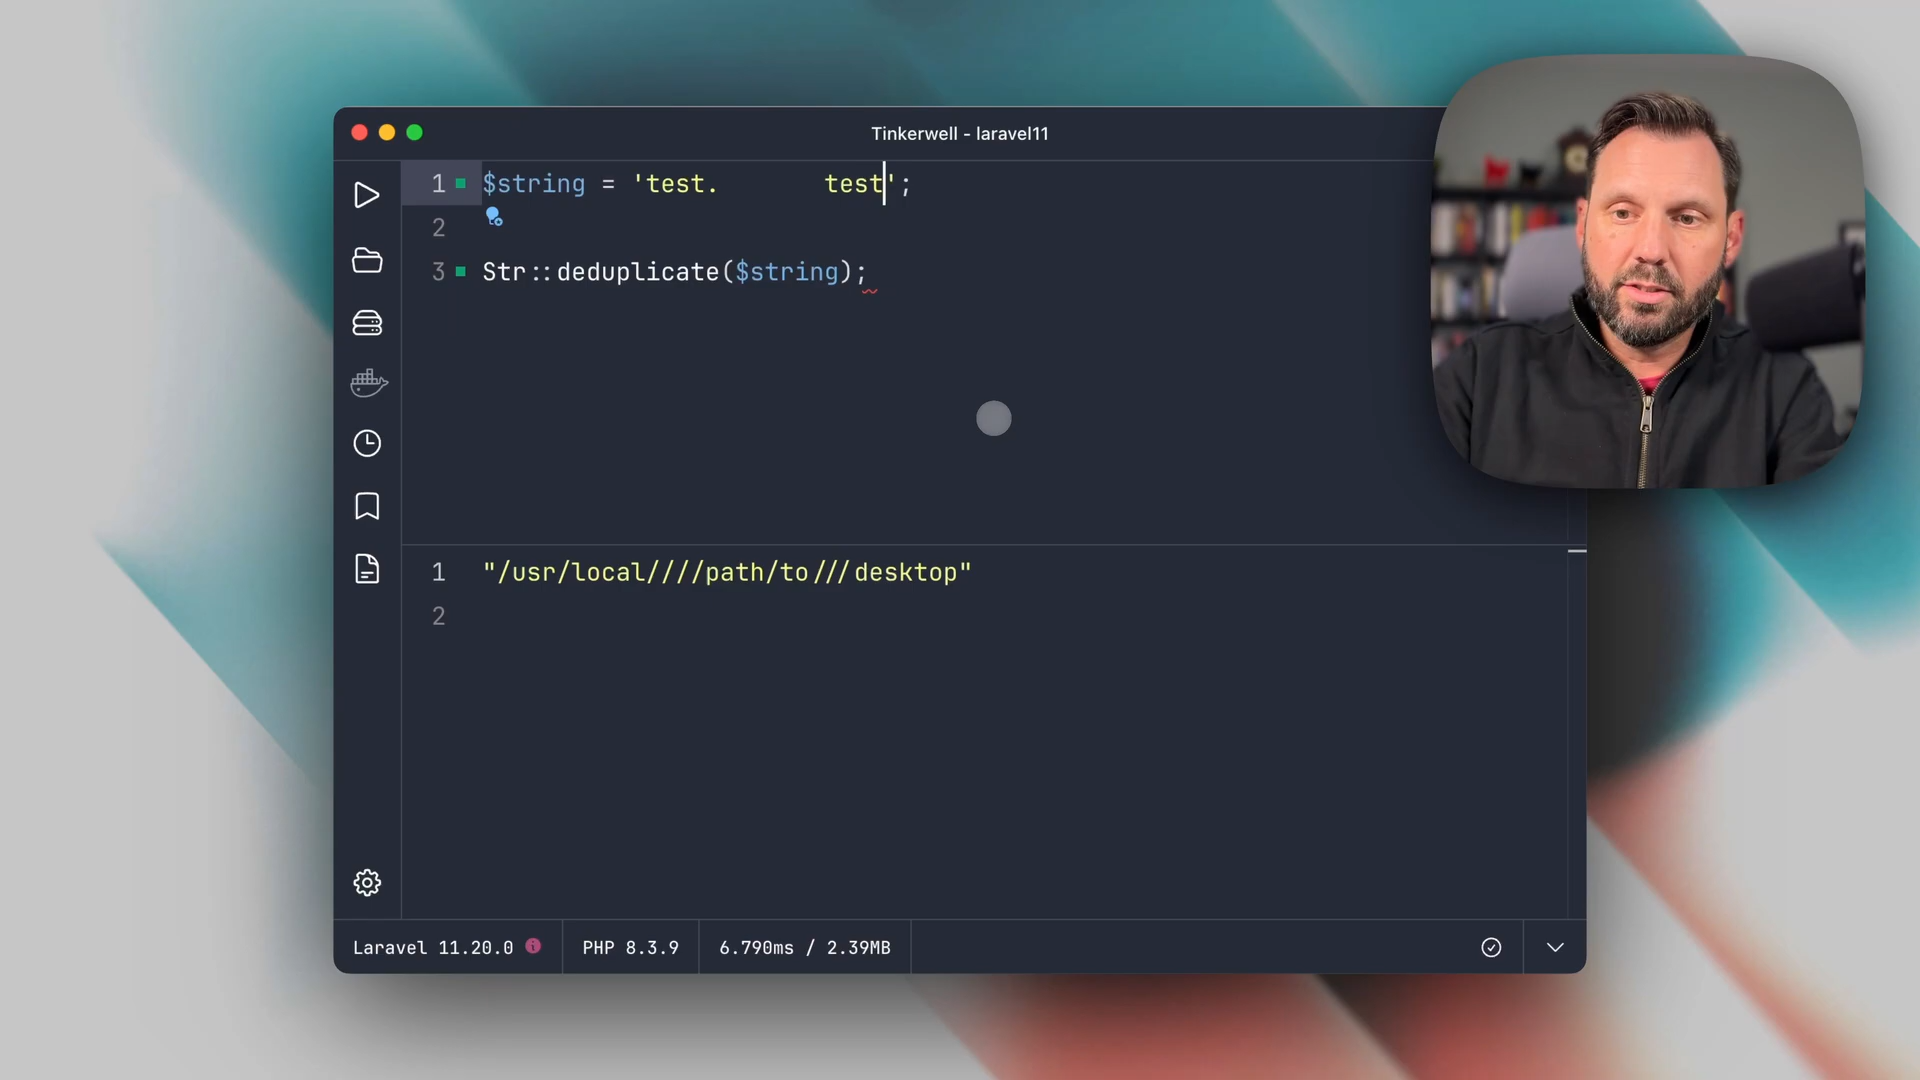 Tinkerwell - laravel11
1 $string = 'test.       test';
2
3 Str::deduplicate($string);
1 "/usr/local////path/to///desktop"
2
Laravel 11.20.0 PHP 8.3.9 6.790ms / 2.39MB